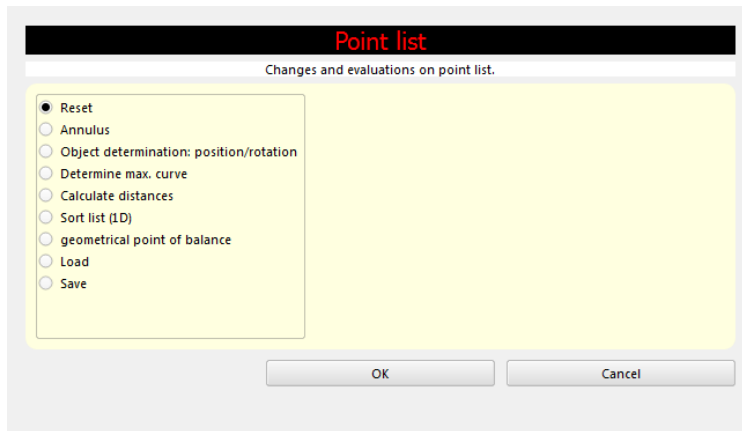 Point list
Changes and evaluations on point list.
Reset
Annulus
Object determination: position/rotation
Determine max. curve
Calculate distances
Sort list (1D)
geometrical point of balance
Load
Save
OK
Cancel